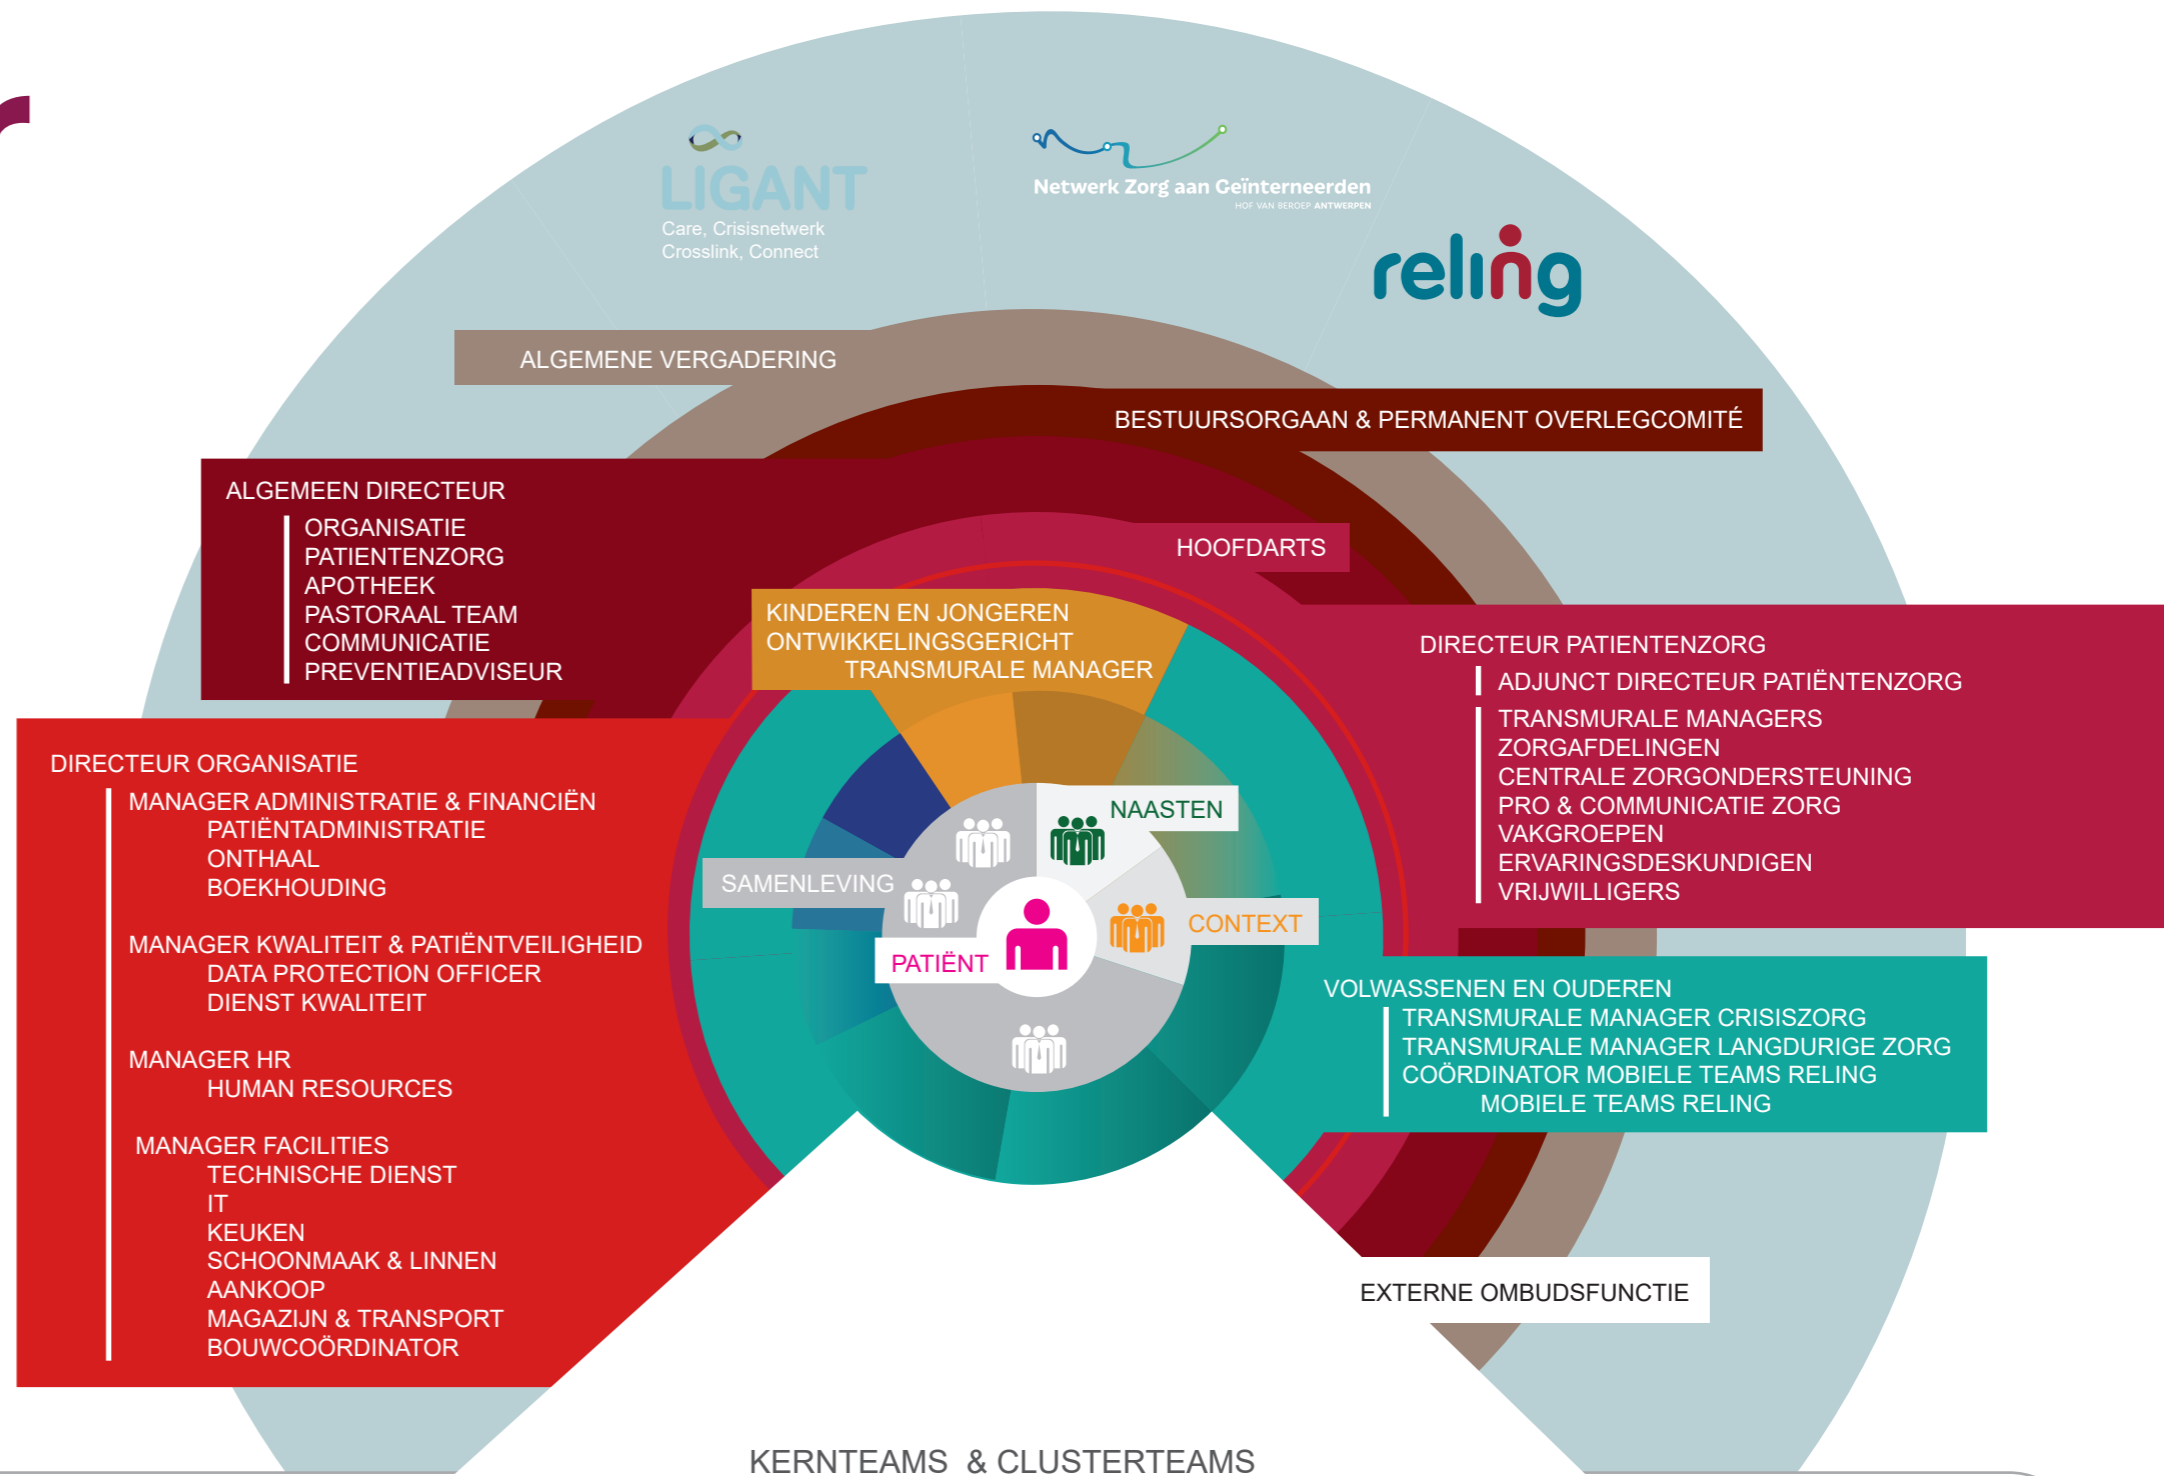 LIGANT
Care, Crisisnetwerk
Crosslink, Connect
Netwerk Zorg aan Geïnterneerden
HOF VAN BEROEP ANTWERPEN
reling
ALGEMENE VERGADERING
BESTUURSORGAAN & PERMANENT OVERLEGCOMITÉ
ALGEMEEN DIRECTEUR
ORGANISATIE
PATIENTENZORG
APOTHEEK
PASTORAAL TEAM
COMMUNICATIE
PREVENTIEADVISEUR
HOOFDARTS
KINDEREN EN JONGEREN
ONTWIKKELINGSGERICHT
TRANSMURALE MANAGER
DIRECTEUR PATIENTENZORG
ADJUNCT DIRECTEUR PATIËNTENZORG
TRANSMURALE MANAGERS
ZORGAFDELINGEN
CENTRALE ZORGONDERSTEUNING
PRO & COMMUNICATIE ZORG
VAKGROEPEN
ERVARINGSDESKUNDIGEN
VRIJWILLIGERS
DIRECTEUR ORGANISATIE
MANAGER ADMINISTRATIE & FINANCIËN
PATIËNTADMINISTRATIE
ONTHAAL
BOEKHOUDING
MANAGER KWALITEIT & PATIËNTVEILIGHEID
DATA PROTECTION OFFICER
DIENST KWALITEIT
MANAGER HR
HUMAN RESOURCES
MANAGER FACILITIES
TECHNISCHE DIENST
IT
KEUKEN
SCHOONMAAK & LINNEN
AANKOOP
MAGAZIJN & TRANSPORT
BOUWCOÖRDINATOR
NAASTEN
SAMENLEVING
CONTEXT
PATIËNT
VOLWASSENEN EN OUDEREN
TRANSMURALE MANAGER CRISISZORG
TRANSMURALE MANAGER LANGDURIGE ZORG
COÖRDINATOR MOBIELE TEAMS RELING
MOBIELE TEAMS RELING
EXTERNE OMBUDSFUNCTIE
KERNTEAMS & CLUSTERTEAMS